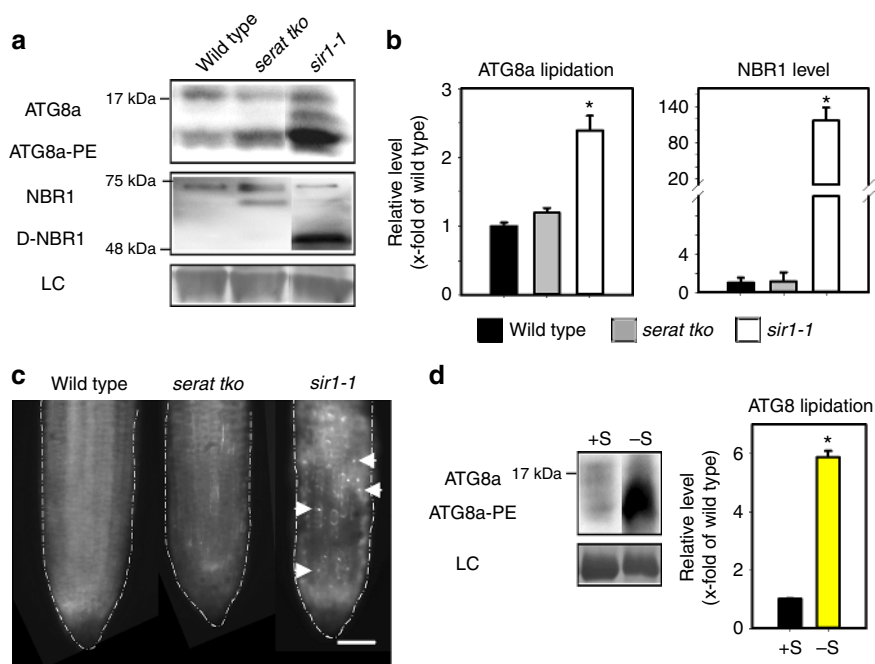 a
Wild type
serat tko
sir1-1
ATG8a
17 kDa
ATG8a-PE
75 kDa
NBR1
D-NBR1
48 kDa
LC
b
ATG8a lipidation
NBR1 level
Relative level
(x-fold of wild type)
3
2
1
0
*
140
80
20
4
0
*
Wild type
serat tko
sir1-1
c
Wild type
serat tko
sir1-1
d
+S
–S
ATG8a
17 kDa
ATG8a-PE
LC
ATG8 lipidation
Relative level
(x-fold of wild type)
6
4
2
0
*
+S
–S